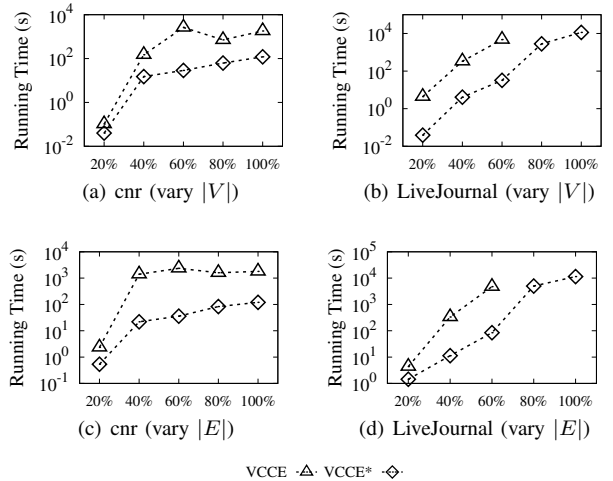 Running Time (s)
10^4
10^2
10^0
10^-2
20% 40% 60% 80% 100%
(a) cnr (vary |V|)
Running Time (s)
10^4
10^2
10^0
10^-2
20% 40% 60% 80% 100%
(b) LiveJournal (vary |V|)
Running Time (s)
10^4
10^3
10^2
10^1
10^0
10^-1
20% 40% 60% 80% 100%
(c) cnr (vary |E|)
Running Time (s)
10^5
10^4
10^3
10^2
10^1
10^0
20% 40% 60% 80% 100%
(d) LiveJournal (vary |E|)
VCCE VCCE*